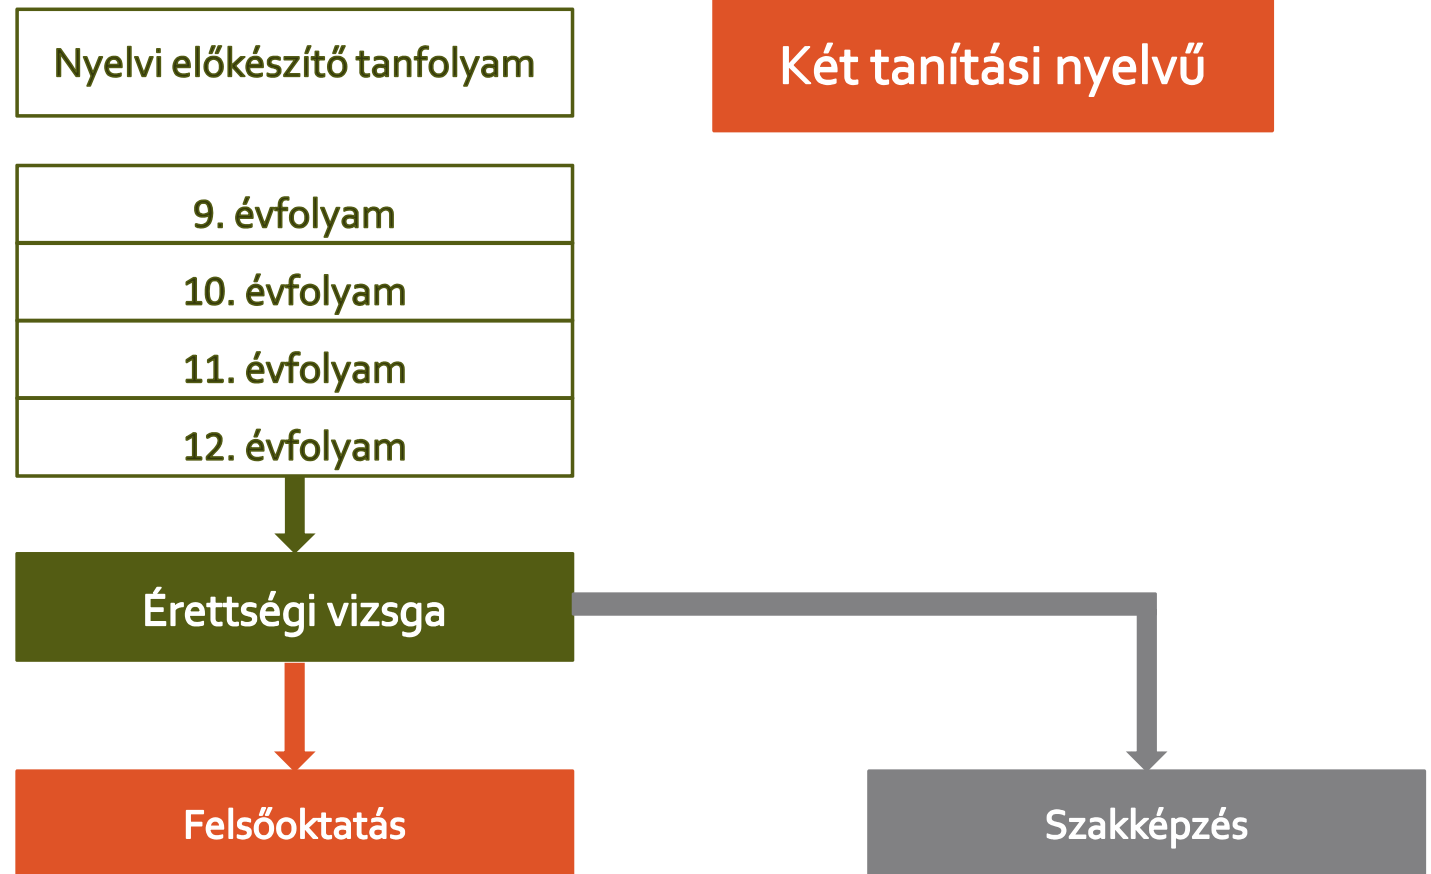 Nyelvi előkészítő tanfolyam
Két tanítási nyelvű
9. évfolyam
10. évfolyam
11. évfolyam
12. évfolyam
Érettségi vizsga
Felsőoktatás
Szakképzés